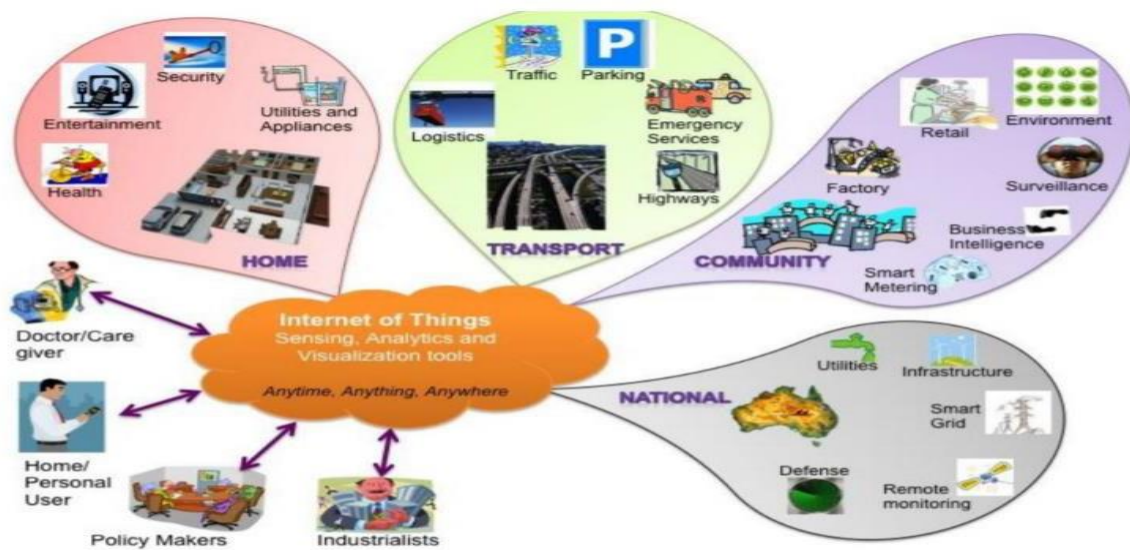 Security
Entertainment
Utilities and
Appliances
Health
HOME
Traffic
P
Parking
Logistics
Emergency
Services
Highways
TRANSPORT
Retail
Environment
Factory
Surveillance
Business
Intelligence
COMMUNITY
Smart
Metering
Internet of Things
Sensing, Analytics and
Visualization tools
Anytime, Anything, Anywhere
Doctor/Care
giver
Home/
Personal
User
Policy Makers
Industrialists
Utilities
Infrastructure
NATIONAL
Smart
Grid
Defense
Remote
monitoring